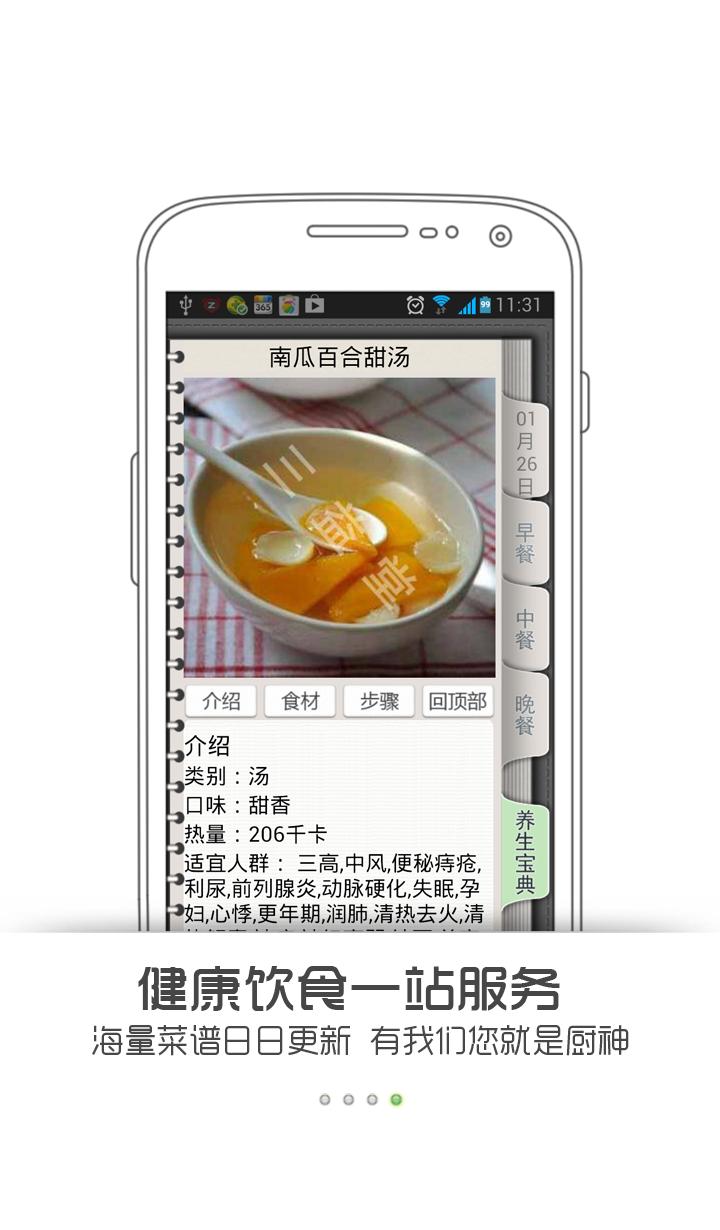 365
99
11:31
南瓜百合甜汤
三 堂
01
月
26
日
早餐
中餐
晚餐
养生宝典
介绍 食材 步骤 回顶部
介绍
类别：汤
口味：甜香
热量：206千卡
适宜人群： 三高,中风,便秘痔疮,
利尿,前列腺炎,动脉硬化,失眠,孕
妇,心悸,更年期,润肺,清热去火,清
健康饮食一站服务
海量菜谱日日更新 有我们您就是厨神